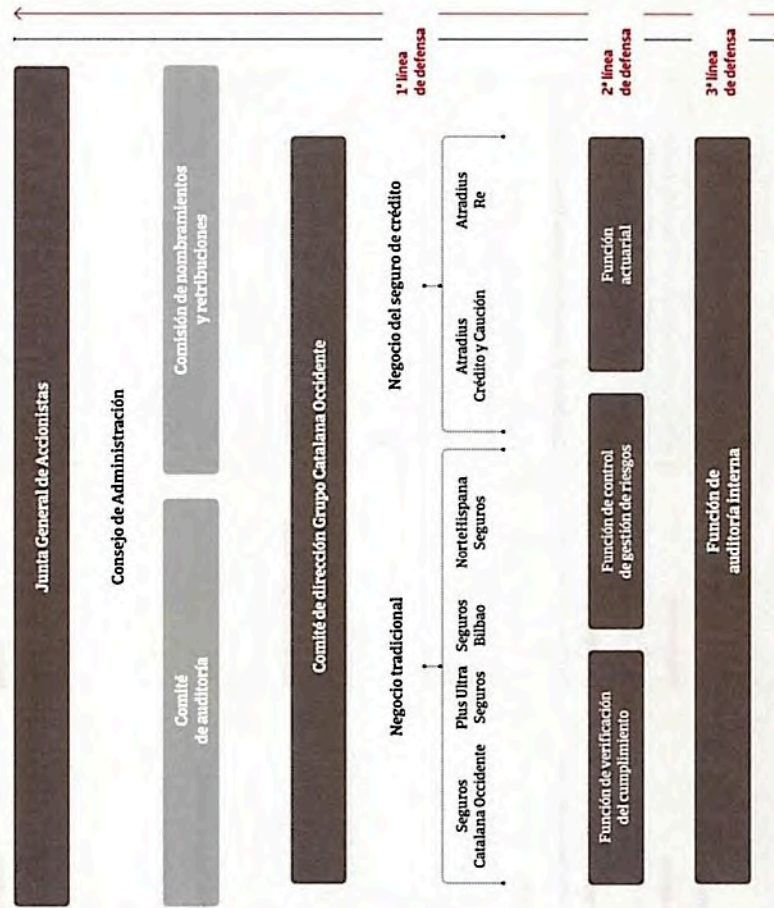 Junta General de Accionistas
Consejo de Administración
Comité
de auditoría
Comisión de nombramientos
y retribuciones
Comité de dirección Grupo Catalana Occidente
Negocio tradicional
Negocio del seguro de crédito
1ª línea
de defensa
Seguros
Catalana Occidente
Plus Ultra
Seguros
Seguros
Bilbao
NorteHispana
Seguros
Atradius
Crédito y Caución
Atradius
Re
Función de verificación
del cumplimiento
Función de control
de gestión de riesgos
Función
actuarial
2ª línea
de defensa
Función de
auditoría interna
3ª línea
de defensa